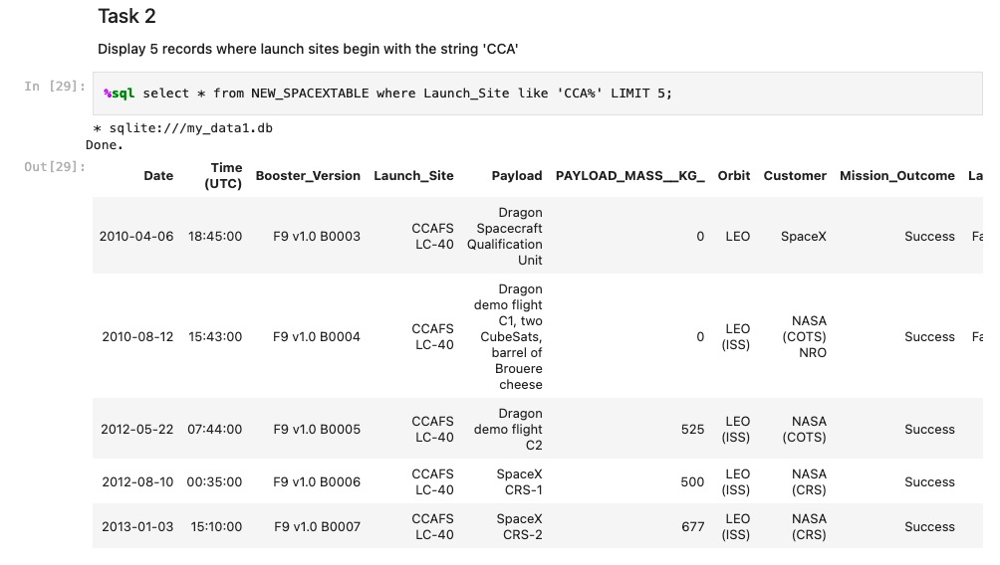 Task 2
Display 5 records where launch sites begin with the string 'CCA'
In [29]: %sql select * from NEW_SPACEXTABLE where Launch_Site like 'CCA%' LIMIT 5;
* sqlite:///my_data1.db
Done.
Out[29]:
Date Time (UTC) Booster_Version Launch_Site Payload PAYLOAD_MASS__KG_ Orbit Customer Mission_Outcome La
2010-04-06 18:45:00 F9 v1.0 B0003 CCAFS LC-40 Dragon Spacecraft Qualification Unit 0 LEO SpaceX Success Fa
2010-08-12 15:43:00 F9 v1.0 B0004 CCAFS LC-40 Dragon demo flight C1, two CubeSats, barrel of Brouere cheese 0 LEO (ISS) NASA (COTS) NRO Success Fa
2012-05-22 07:44:00 F9 v1.0 B0005 CCAFS LC-40 Dragon demo flight C2 525 LEO (ISS) NASA (COTS) Success
2012-08-10 00:35:00 F9 v1.0 B0006 CCAFS LC-40 SpaceX CRS-1 500 LEO (ISS) NASA (CRS) Success
2013-01-03 15:10:00 F9 v1.0 B0007 CCAFS LC-40 SpaceX CRS-2 677 LEO (ISS) NASA (CRS) Success